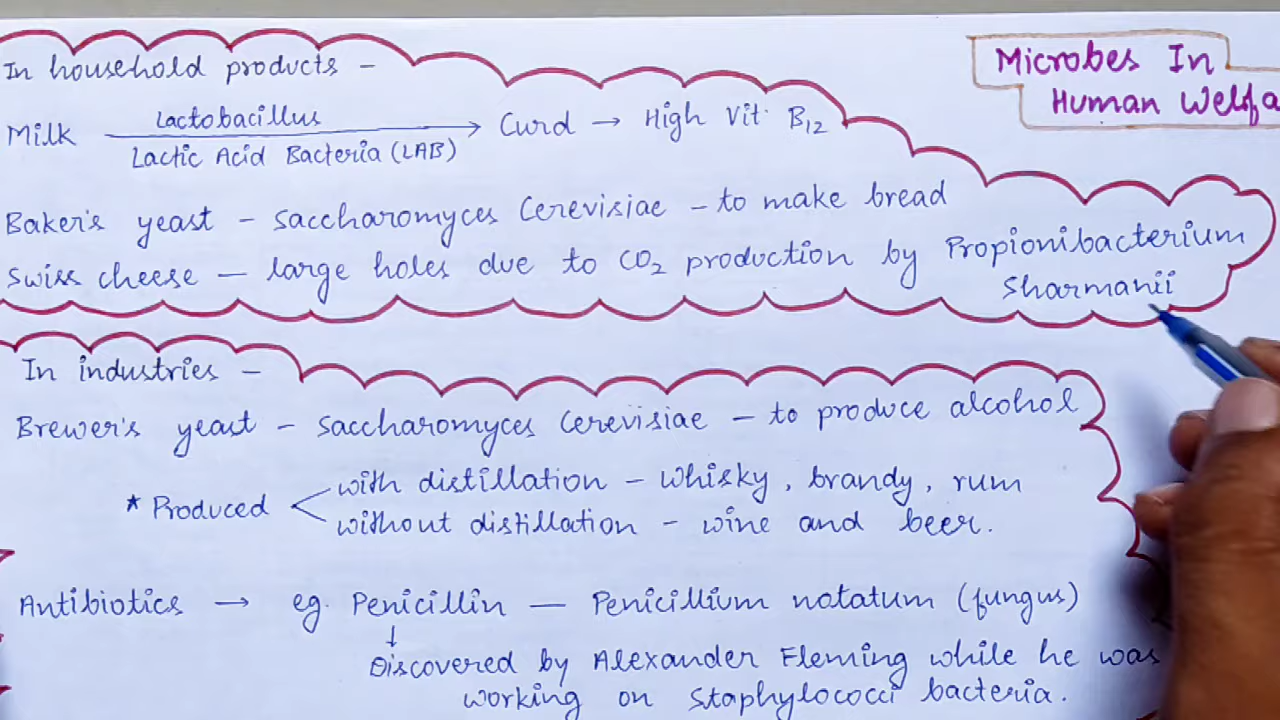 Microbes In
Human Welfa
In household products -
Milk Lactobacillus → Curd → High Vit. B12
Lactic Acid Bacteria (LAB)
Baker's yeast - Saccharomyces Cerevisiae - to make bread
Swiss cheese - large holes due to CO2 production by Propionibacterium
Sharmanii
In industries -
Brewer's yeast - Saccharomyces Cerevisiae - to produce alcohol
* Produced with distillation - whisky, brandy, rum
without distillation - wine and beer.
Antibiotics → eg. Penicillin - Penicillium notatum (fungus)
↓
Discovered by Alexander Fleming while he was
working on Staphylococci bacteria.